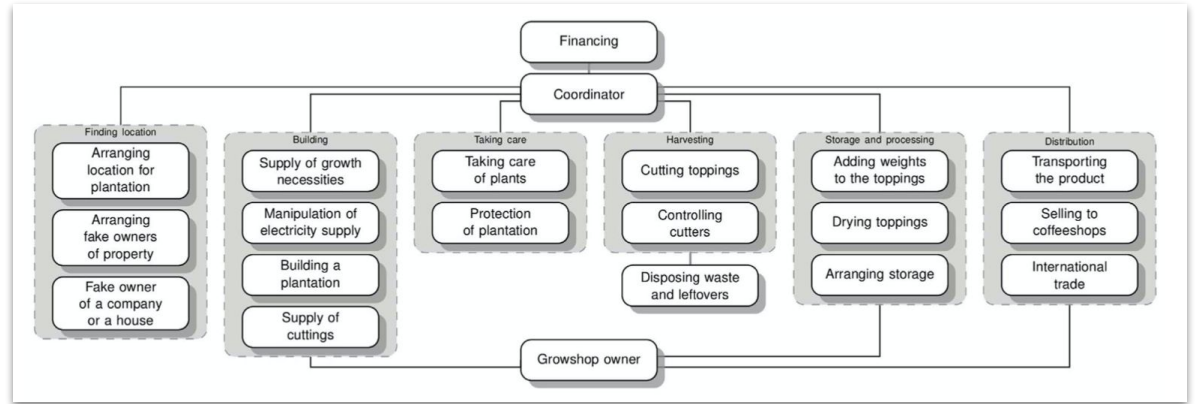 Financing
Coordinator
Finding location
Arranging
location for
plantation
Arranging
fake owners
of property
Fake owner
of a company
or a house
Building
Supply of growth
necessities
Manipulation of
electricity supply
Building a
plantation
Supply of
cuttings
Taking care
Taking care
of plants
Protection
of plantation
Harvesting
Cutting toppings
Controlling
cutters
Disposing waste
and leftovers
Storage and processing
Adding weights
to the toppings
Drying toppings
Arranging storage
Distribution
Transporting
the product
Selling to
coffeeshops
International
trade
Growshop owner